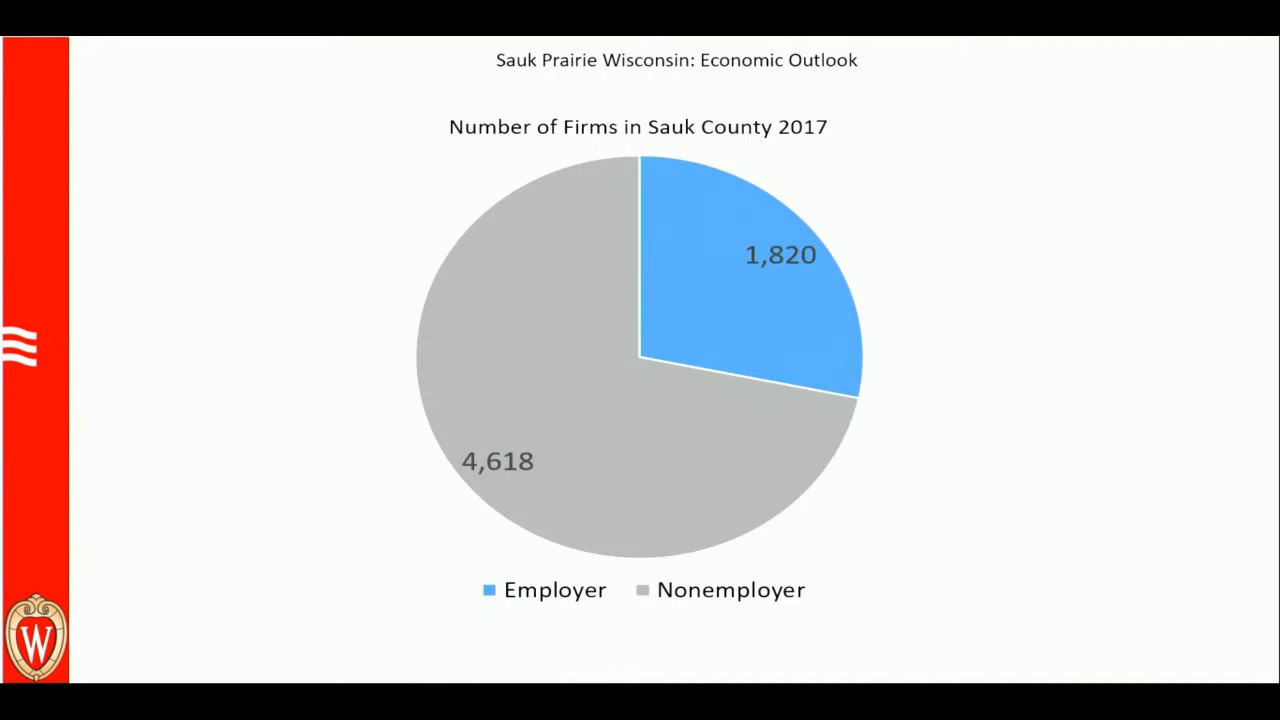 Sauk Prairie Wisconsin: Economic Outlook
Number of Firms in Sauk County 2017
1,820
4,618
Employer Nonemployer
W